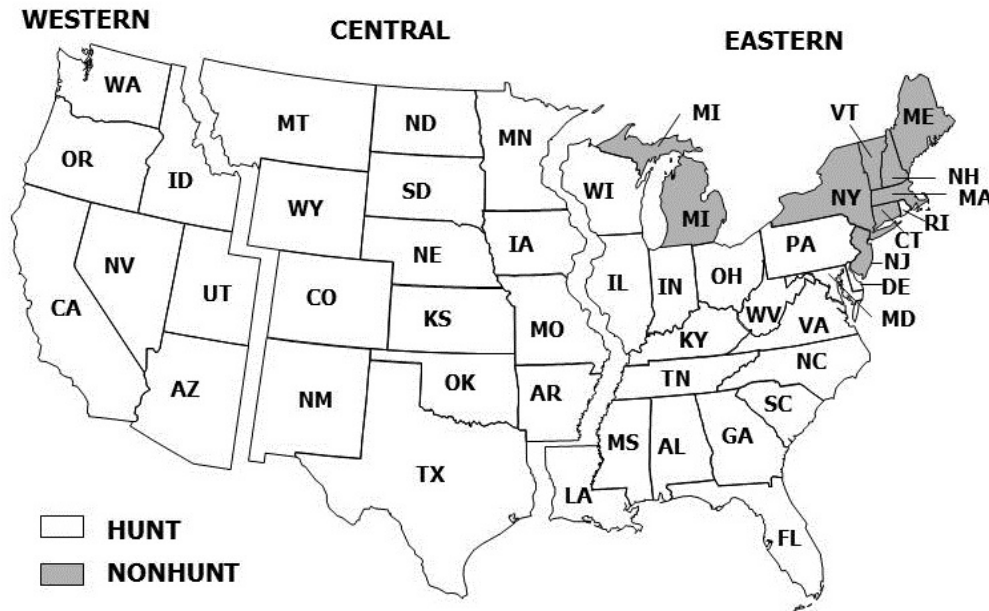 WESTERN
CENTRAL
EASTERN
WA
MT
ND
MN
MI
VT
ME
OR
ID
SD
WI
NH
MA
WY
MI
NY
RI
CT
NE
IA
PA
NJ
NV
UT
CO
IL
IN
OH
DE
CA
KS
MO
WV
VA
MD
KY
NC
AZ
NM
OK
AR
TN
SC
MS
AL
GA
TX
LA
FL
HUNT
NONHUNT